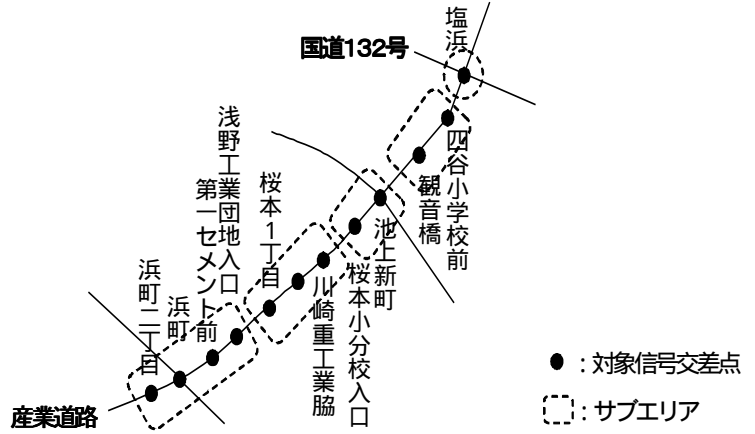 塩浜
国道132号
四谷小学校前
観音橋
池上新町
桜本小分校入口
川崎重工業脇
桜本1丁目
浅野工業団地入口
第一セメント前
浜町
浜町二丁目
産業道路
：対象信号交差点
：サブエリア